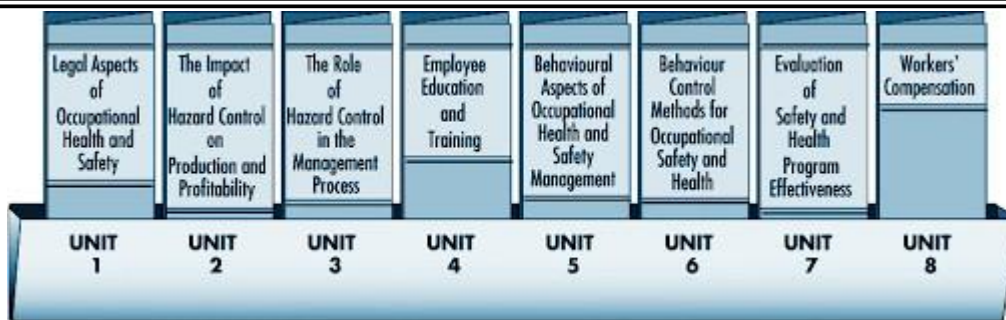 Legal Aspects
of
Occupational
Health and
Safety
The Impact
of
Hazard Control
on
Production and
Profitability
The Role
of
Hazard Control
in the
Management
Process
Employee
Education
and
Training
Behavioural
Aspects of
Occupational
Health and
Safety
Management
Behaviour
Control
Methods for
Occupational
Safety and
Health
Evaluation
of
Safety and
Health
Program
Effectiveness
Workers'
Compensation
UNIT
1
UNIT
2
UNIT
3
UNIT
4
UNIT
5
UNIT
6
UNIT
7
UNIT
8